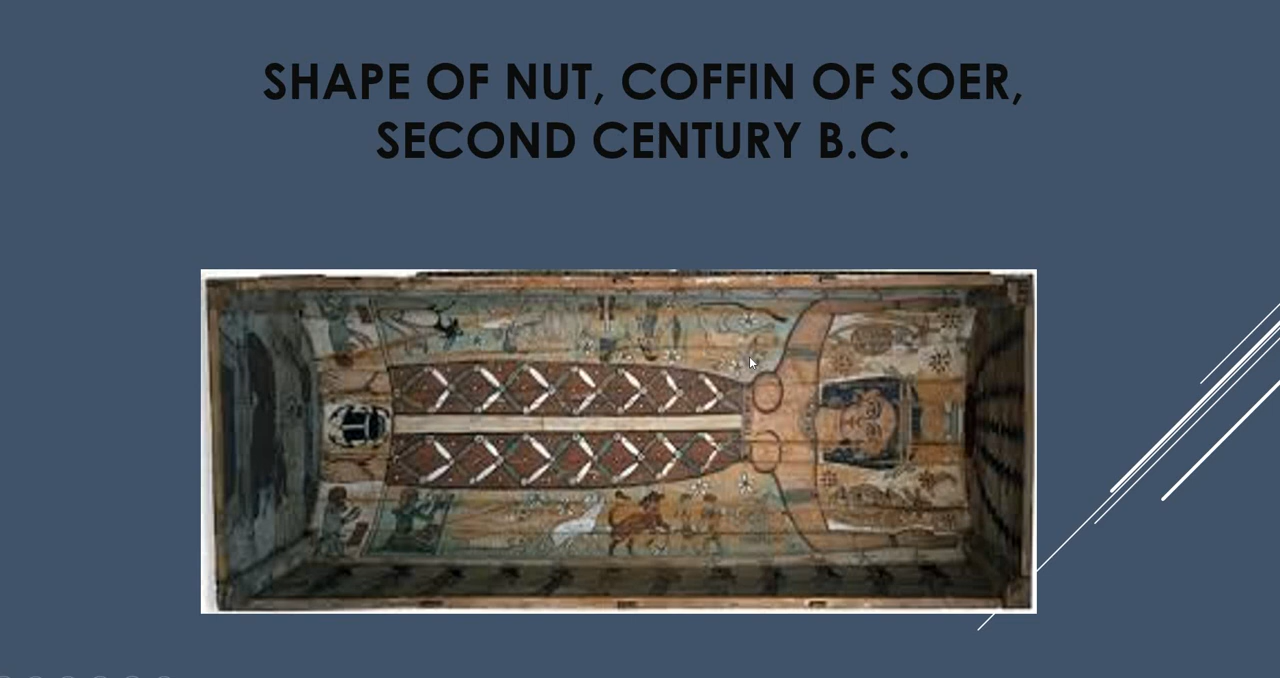 SHAPE OF NUT, COFFIN OF SOER,
SECOND CENTURY B.C.